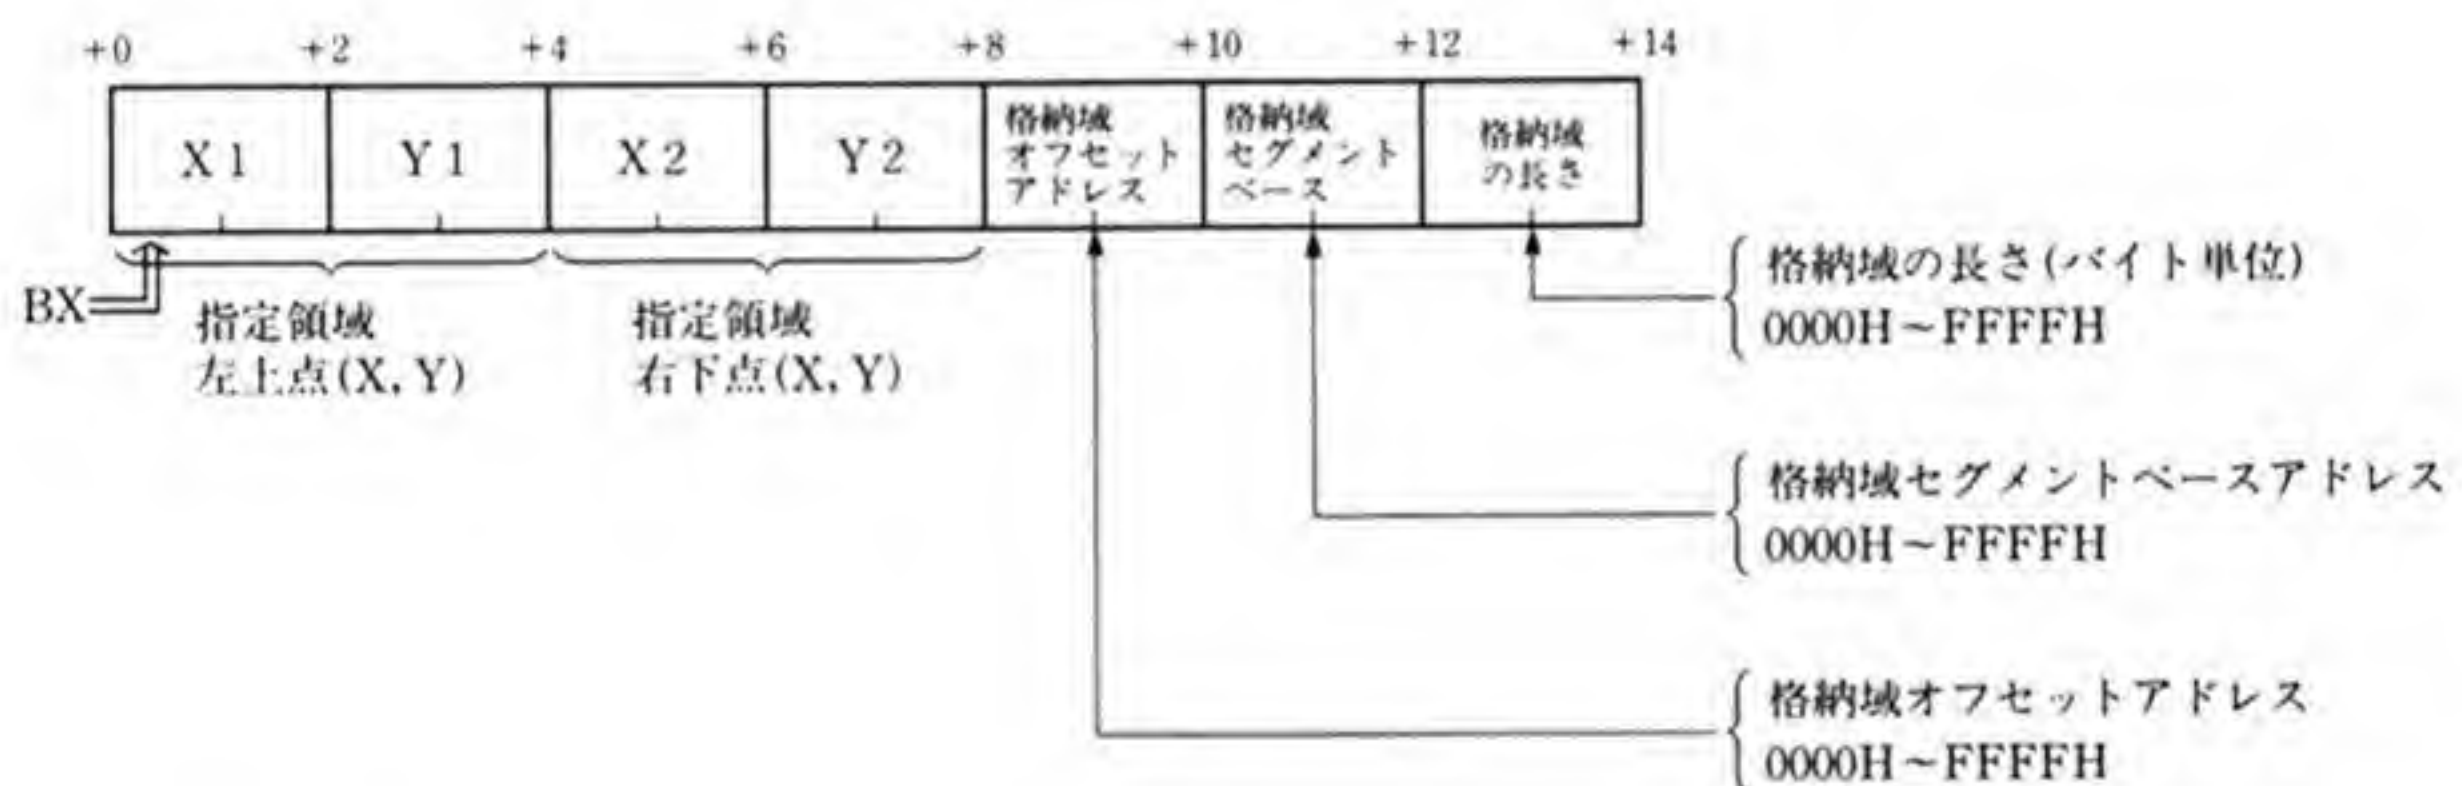 +0 +2 +4 +6 +8 +10 +12 +14
X1 Y1 X2 Y2
格納域
オフセット
アドレス
格納域
セグメント
ベース
格納域
の長さ
BX
指定領域
左上点(X, Y)
指定領域
右下点(X, Y)
格納域の長さ(バイト単位)
0000H~FFFFH
格納域セグメントベースアドレス
0000H~FFFFH
格納域オフセットアドレス
0000H~FFFFH